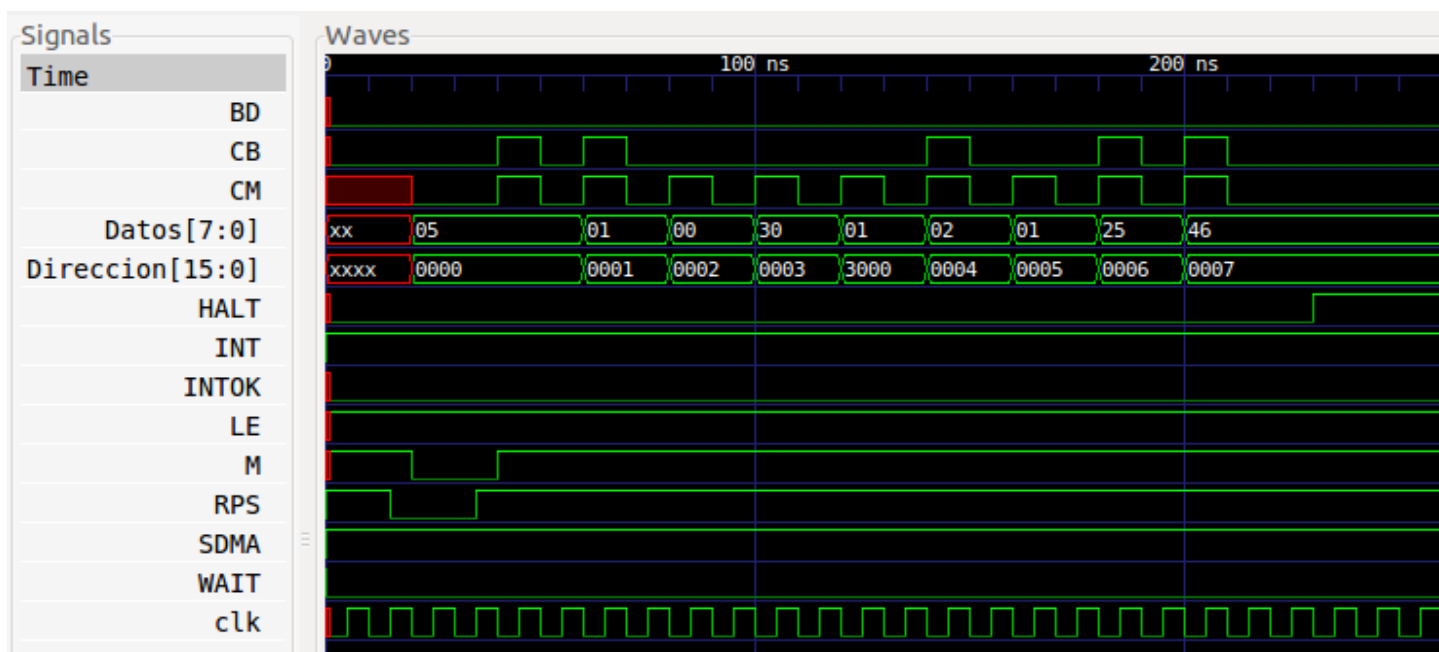 Signals
Waves
Time
0 100 ns 200 ns
BD
CB
CM
Datos[7:0] xx 05 01 00 30 01 02 01 25 46
Direccion[15:0] xxxx 0000 0001 0002 0003 3000 0004 0005 0006 0007
HALT
INT
INTOK
LE
M
RPS
SDMA
WAIT
clk